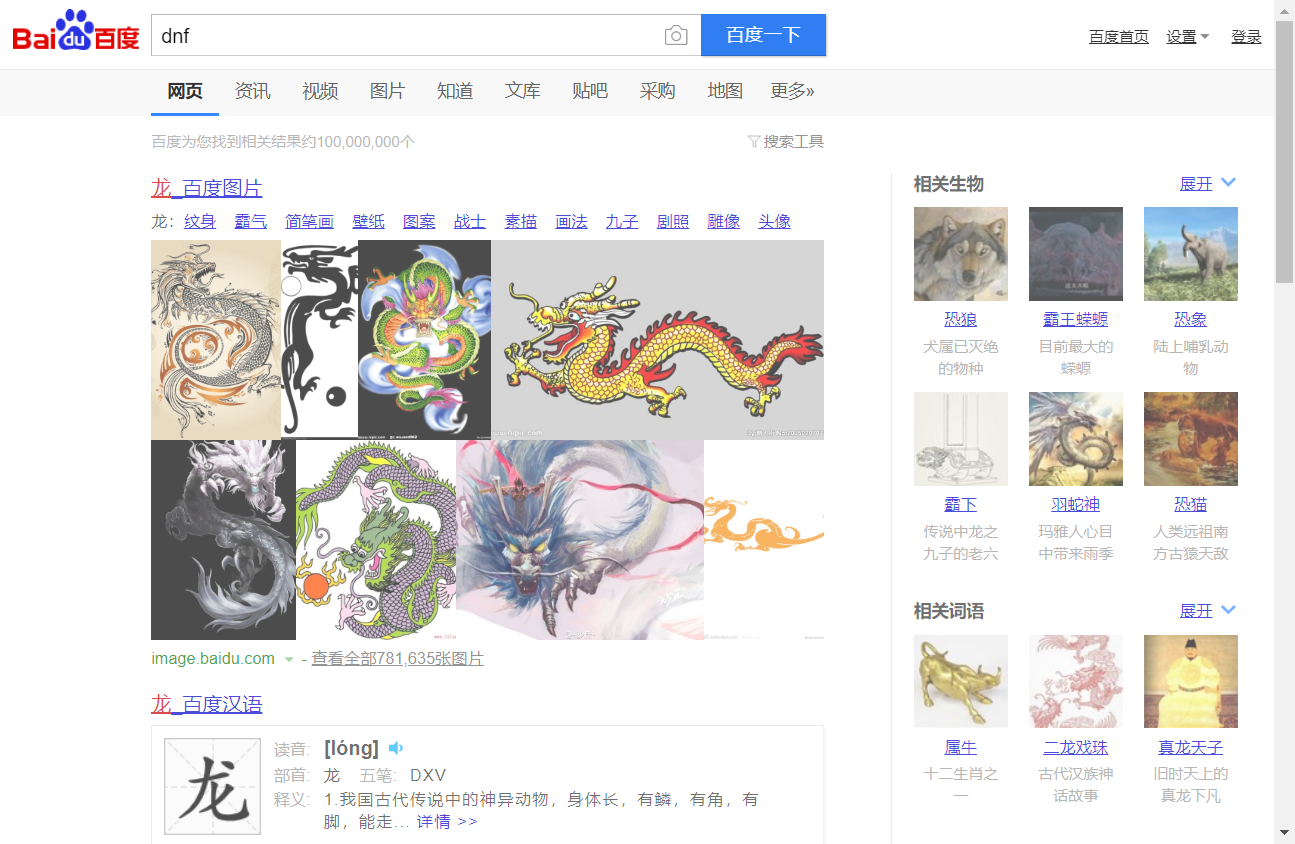 Bai du 百度
dnf
百度一下
百度首页 设置 登录
网页 资讯 视频 图片 知道 文库 贴吧 采购 地图 更多»
百度为您找到相关结果约100,000,000个
搜索工具
龙_百度图片
龙: 纹身 霸气 简笔画 壁纸 图案 战士 素描 画法 九子 剧照 雕像 头像
image.baidu.com - 查看全部781,635张图片
龙_百度汉语
龙
读音: [lóng]
部首: 龙 五笔: DXV
释义: 1.我国古代传说中的神异动物，身体长，有鳞，有角，有
脚，能走... 详情 >>
相关生物 展开
恐狼 霸王蝾螈 恐象
犬属已灭绝 目前最大的 陆上哺乳动
的物种 蝾螈 物
霸下 羽蛇神 恐猫
传说中龙之 玛雅人心目 人类远祖南
九子的老六 中带来雨季 方古猿天敌
相关词语 展开
属牛 二龙戏珠 真龙天子
十二生肖之 古代汉族神 旧时天上的
一 话故事 真龙下凡